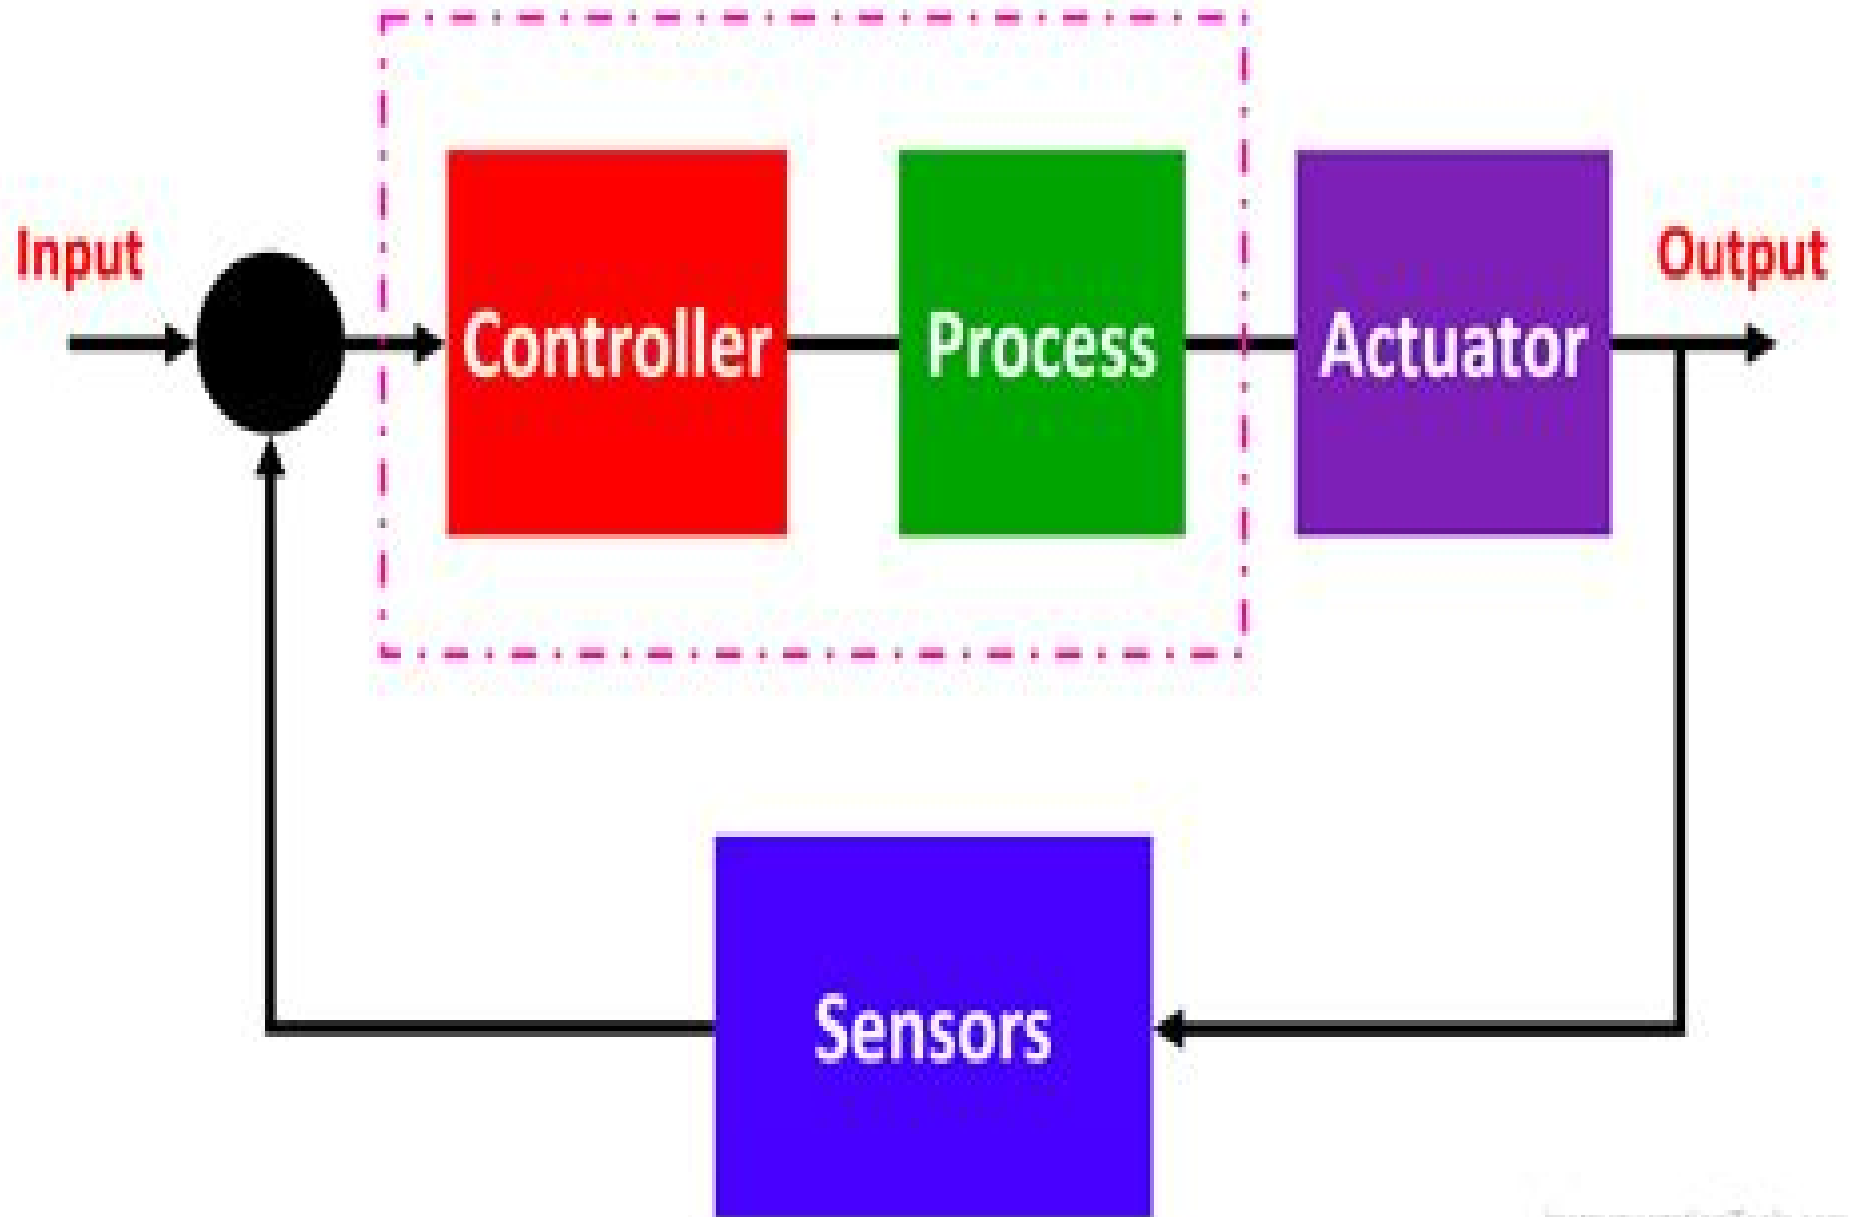 Input
Controller
Process
Actuator
Output
Sensors